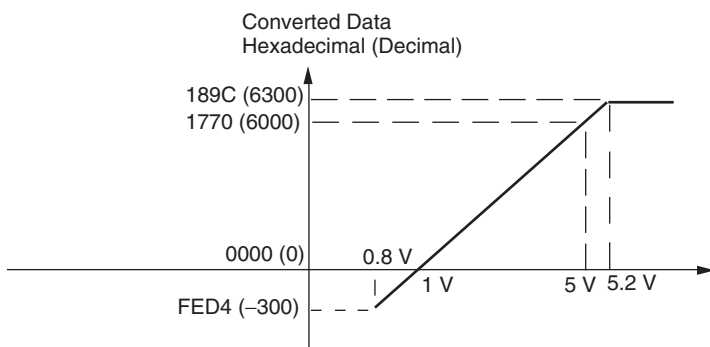 Converted Data
Hexadecimal (Decimal)
189C (6300)
1770 (6000)
0000 (0)
0.8 V
1 V
5 V
5.2 V
FED4 (−300)